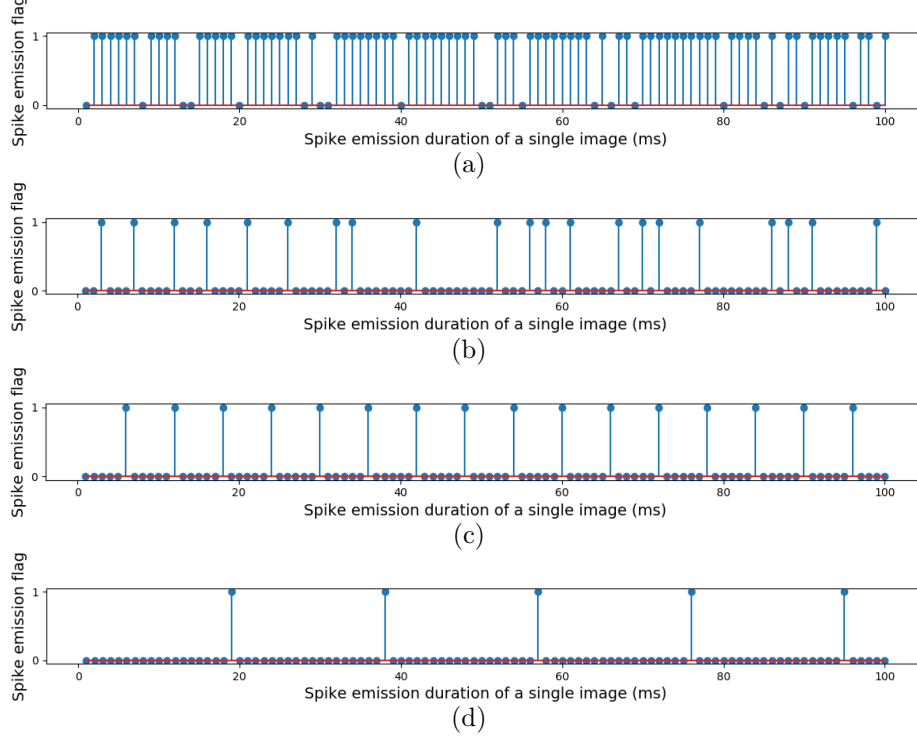 Spike emission flag
1
0
0 20 40 60 80 100
Spike emission duration of a single image (ms)
(a)
Spike emission flag
1
0
0 20 40 60 80 100
Spike emission duration of a single image (ms)
(b)
Spike emission flag
1
0
0 20 40 60 80 100
Spike emission duration of a single image (ms)
(c)
Spike emission flag
1
0
0 20 40 60 80 100
Spike emission duration of a single image (ms)
(d)